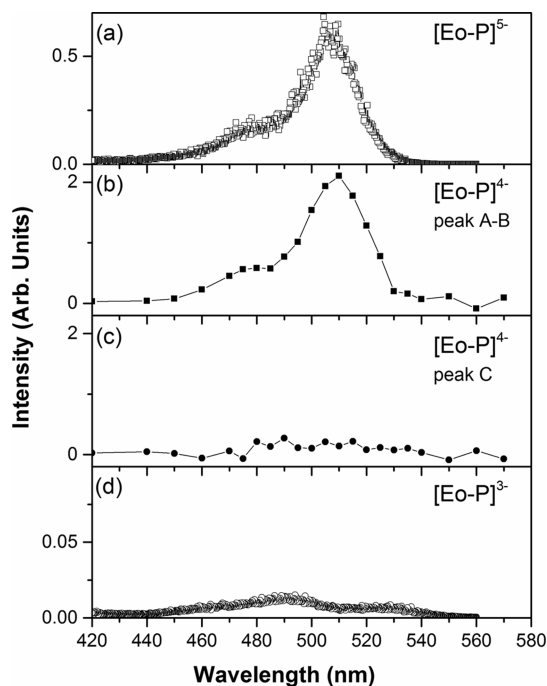 (a)
[Eo-P]5-
0.5
0.0
(b)
[Eo-P]4-
peak A-B
2
0
(c)
[Eo-P]4-
peak C
2
0
(d)
[Eo-P]3-
0.05
0.00
420 440 460 480 500 520 540 560 580
Wavelength (nm)
Intensity (Arb. Units)